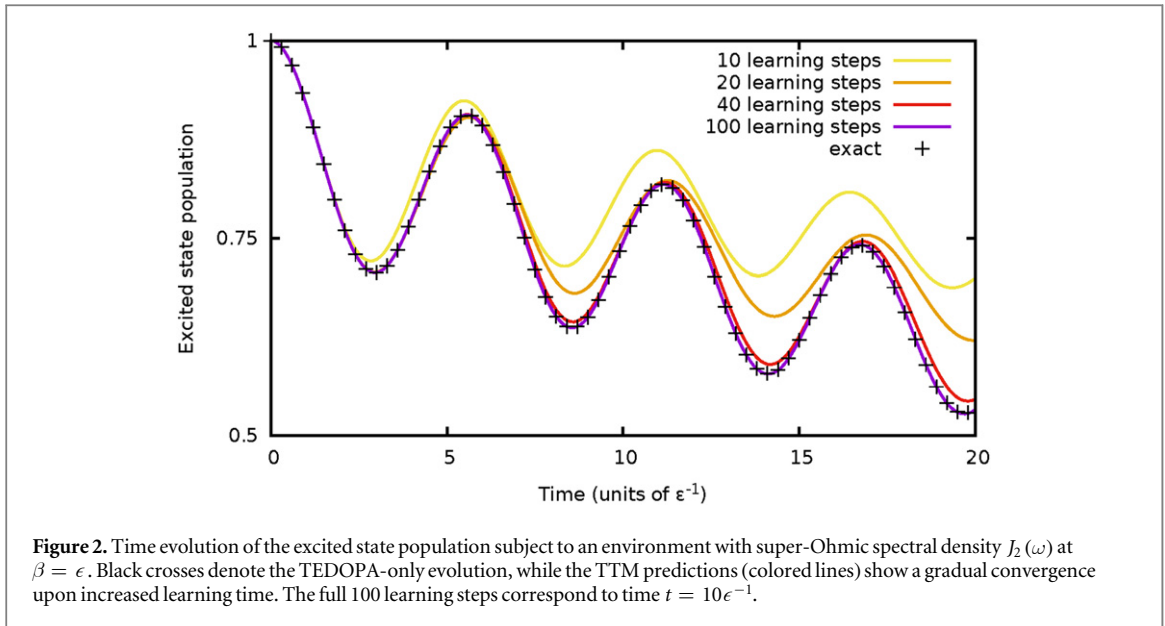 1
0.75
0.5
Excited state population
10 learning steps
20 learning steps
40 learning steps
100 learning steps
exact
0 5 10 15 20
Time (units of ε⁻¹)
Figure 2. Time evolution of the excited state population subject to an environment with super-Ohmic spectral density J₂(ω) at
β = ϵ. Black crosses denote the TEDOPA-only evolution, while the TTM predictions (colored lines) show a gradual convergence
upon increased learning time. The full 100 learning steps correspond to time t = 10ϵ⁻¹.